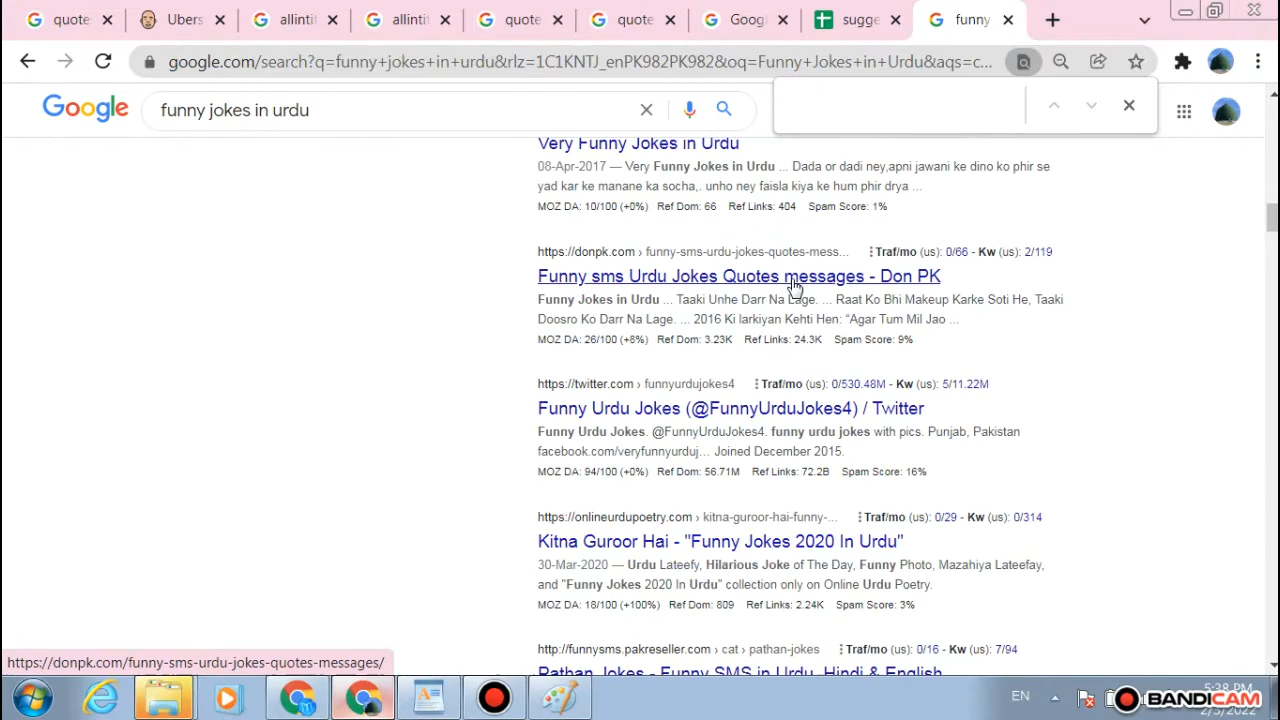 quote
Ubers
allinti
allinti
quote
quote
Googl
sugge
funny
google.com/search?q=funny+jokes+in+urdu&rlz=1C1KNTJ_enPK982PK982&oq=Funny+Jokes+in+Urdu&aqs=c...
Google
funny jokes in urdu
Very Funny Jokes in Urdu
08-Apr-2017 — Very Funny Jokes in Urdu ... Dada or dadi ney,apni jawani ke dino ko phir se
yad kar ke manane ka socha,. unho ney faisla kiya ke hum phir drya ...
MOZ DA: 10/100 (+0%) Ref Dom: 66 Ref Links: 404 Spam Score: 1%
https://donpk.com › funny-sms-urdu-jokes-quotes-mess... Traf/mo (us): 0/66 - Kw (us): 2/119
Funny sms Urdu Jokes Quotes messages - Don PK
Funny Jokes in Urdu ... Taaki Unhe Darr Na Lage. ... Raat Ko Bhi Makeup Karke Soti He, Taaki
Doosro Ko Darr Na Lage. ... 2016 Ki larkiyan Kehti Hen: “Agar Tum Mil Jao ...
MOZ DA: 26/100 (+8%) Ref Dom: 3.23K Ref Links: 24.3K Spam Score: 9%
https://twitter.com › funnyurdujokes4 Traf/mo (us): 0/530.48M - Kw (us): 5/11.22M
Funny Urdu Jokes (@FunnyUrduJokes4) / Twitter
Funny Urdu Jokes. @FunnyUrduJokes4. funny urdu jokes with pics. Punjab, Pakistan
facebook.com/veryfunnyurduj... Joined December 2015.
MOZ DA: 94/100 (+0%) Ref Dom: 56.71M Ref Links: 72.2B Spam Score: 16%
https://onlineurdupoetry.com › kitna-guroor-hai-funny-... Traf/mo (us): 0/29 - Kw (us): 0/314
Kitna Guroor Hai - "Funny Jokes 2020 In Urdu"
30-Mar-2020 — Urdu Lateefy, Hilarious Joke of The Day, Funny Photo, Mazahiya Lateefay,
and "Funny Jokes 2020 In Urdu" collection only on Online Urdu Poetry.
MOZ DA: 18/100 (+100%) Ref Dom: 809 Ref Links: 2.24K Spam Score: 3%
http://funnysms.pakreseller.com › cat › pathan-jokes Traf/mo (us): 0/16 - Kw (us): 7/94
Pathan Jokes - Funny SMS in Urdu, Hindi & English
https://donpk.com/funny-sms-urdu-jokes-quotes-messages/
EN
5:38 PM
2/5/2022
BANDICAM